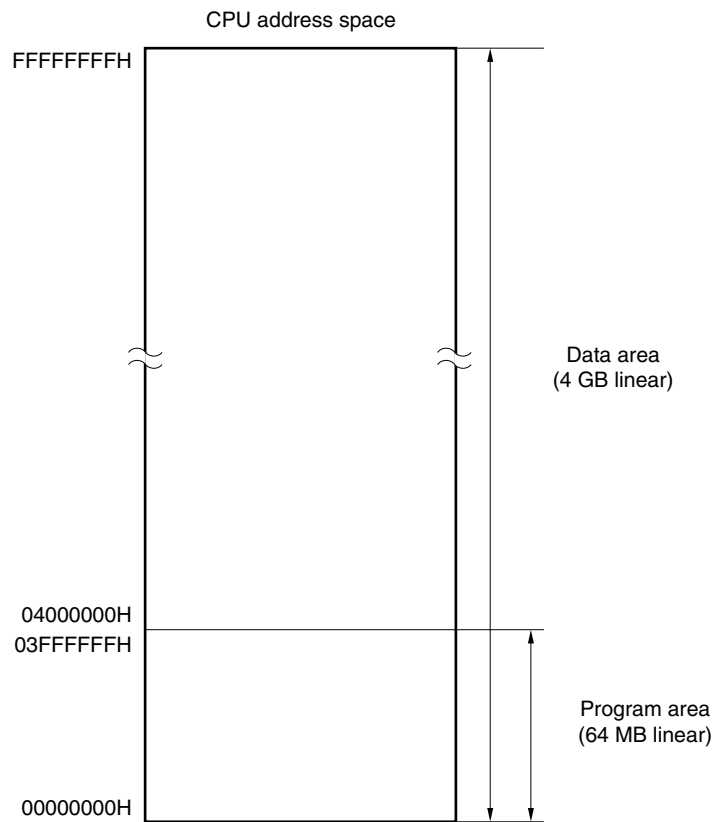 CPU address space
FFFFFFFFH
Data area
(4 GB linear)
04000000H
03FFFFFFH
Program area
(64 MB linear)
00000000H